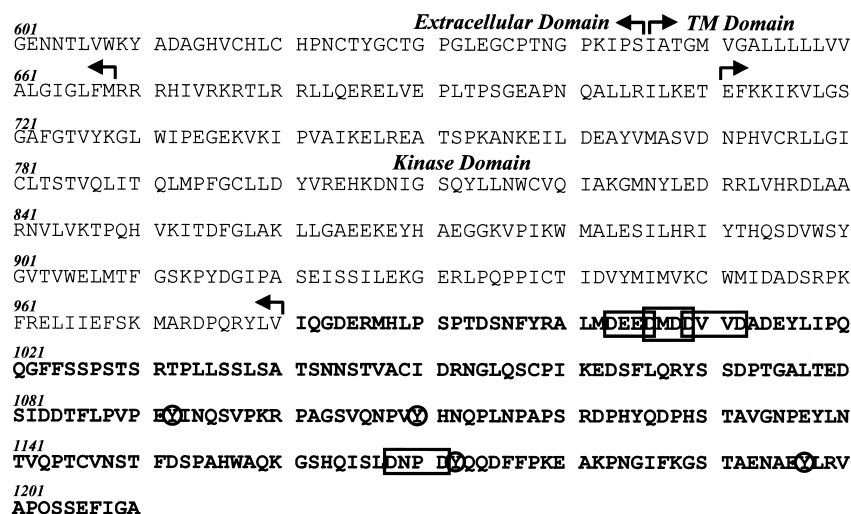 Extracellular Domain TM Domain
601
GENNTLVWKY ADAGHVCHLC HPNCTYGCTG PGLEGCPTNG PKIPSIATGM VGALLLLLVV
661
ALGIGLFMRR RHIVRKRTLR RLLQERELVE PLTPSGEAPN QALLRILKET EFKKIKVLGS
721
GAFGTVYKGL WIPEGEKVKI PVAIKELREA TSPKANKEIL DEAYVMASVD NPHVCRLLGI
Kinase Domain
781
CLTSTVQLIT QLMPFGCLLD YVREHKDNIG SQYLLNWCVQ IAKGMNYLED RRLVHRDLAA
841
RNVLVKTPQH VKITDFGLAK LLGAEEKEYH AEGGKVPIKW MALESILHRI YTHQSDVWSY
901
GVTVWELMTF GSKPYDGIPA SEISSILEKG ERLPQPPICT IDVYMIMVKC WMIDADSRPK
961
FRELIIEFSK MARDPQRYLV IQGDERMHLP SPTDSNFYRA LMDEEDMDDV VDADEYLIPQ
1021
QGFFSSPSTS RTPLLSSLSA TSNNSTVACI DRNGLQSCPI KEDSFLQRYS SDPTGALTED
1081
SIDDTFLPVP EYINQSVPKR PAGSVQNPVY HNQPLNPAPS RDPHYQDPHS TAVGNPEYLN
1141
TVQPTCVNST FDSPAHWAQK GSHQISLDNP DYQQDFFPKE AKPNGIFKGS TAENAEYLRV
1201
APOSSEFIGA